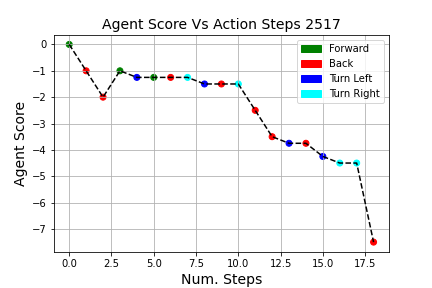 Agent Score Vs Action Steps 2517
Agent Score
0
−1
−2
−3
−4
−5
−6
−7
Forward
Back
Turn Left
Turn Right
0.0 2.5 5.0 7.5 10.0 12.5 15.0 17.5
Num. Steps